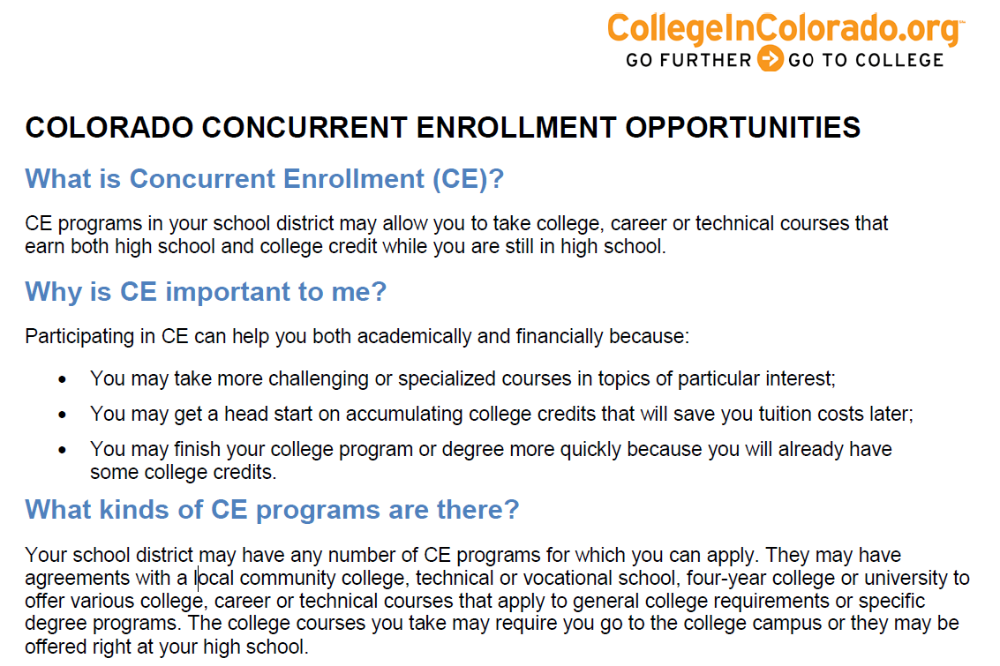 CollegeInColorado.org
GO FURTHER GO TO COLLEGE
COLORADO CONCURRENT ENROLLMENT OPPORTUNITIES
What is Concurrent Enrollment (CE)?
CE programs in your school district may allow you to take college, career or technical courses that
earn both high school and college credit while you are still in high school.
Why is CE important to me?
Participating in CE can help you both academically and financially because:
• You may take more challenging or specialized courses in topics of particular interest;
• You may get a head start on accumulating college credits that will save you tuition costs later;
• You may finish your college program or degree more quickly because you will already have
some college credits.
What kinds of CE programs are there?
Your school district may have any number of CE programs for which you can apply. They may have
agreements with a local community college, technical or vocational school, four-year college or university to
offer various college, career or technical courses that apply to general college requirements or specific
degree programs. The college courses you take may require you go to the college campus or they may be
offered right at your high school.